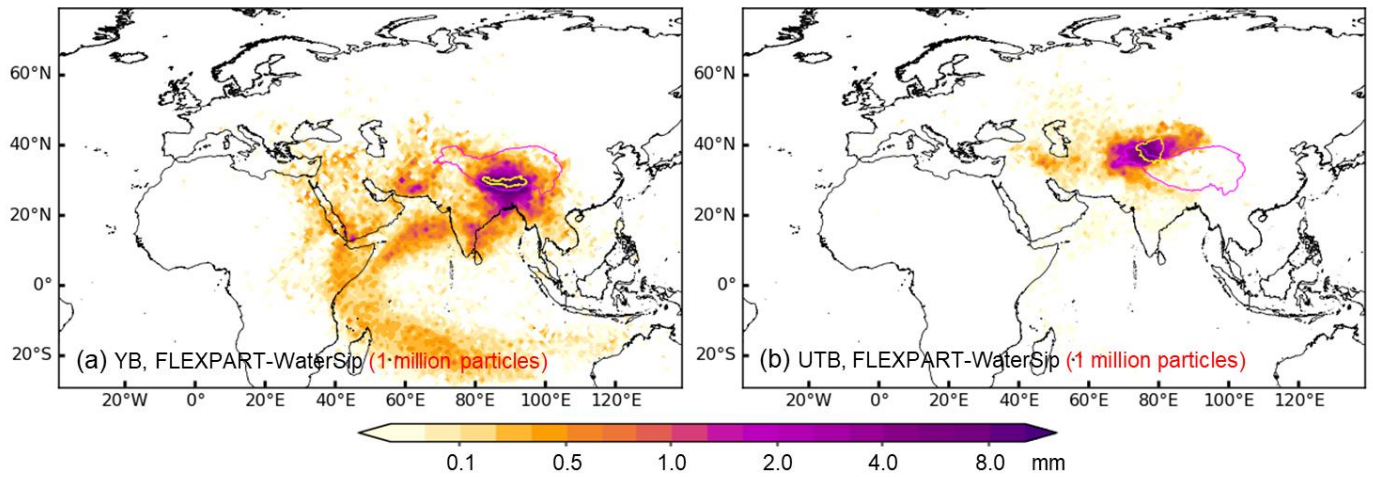 60°N
40°N
20°N
0°
20°S
(a) YB, FLEXPART-WaterSip (1 million particles)
20°W 0° 20°E 40°E 60°E 80°E 100°E 120°E
60°N
40°N
20°N
0°
20°S
(b) UTB, FLEXPART-WaterSip (1 million particles)
20°W 0° 20°E 40°E 60°E 80°E 100°E 120°E
0.1 0.5 1.0 2.0 4.0 8.0 mm